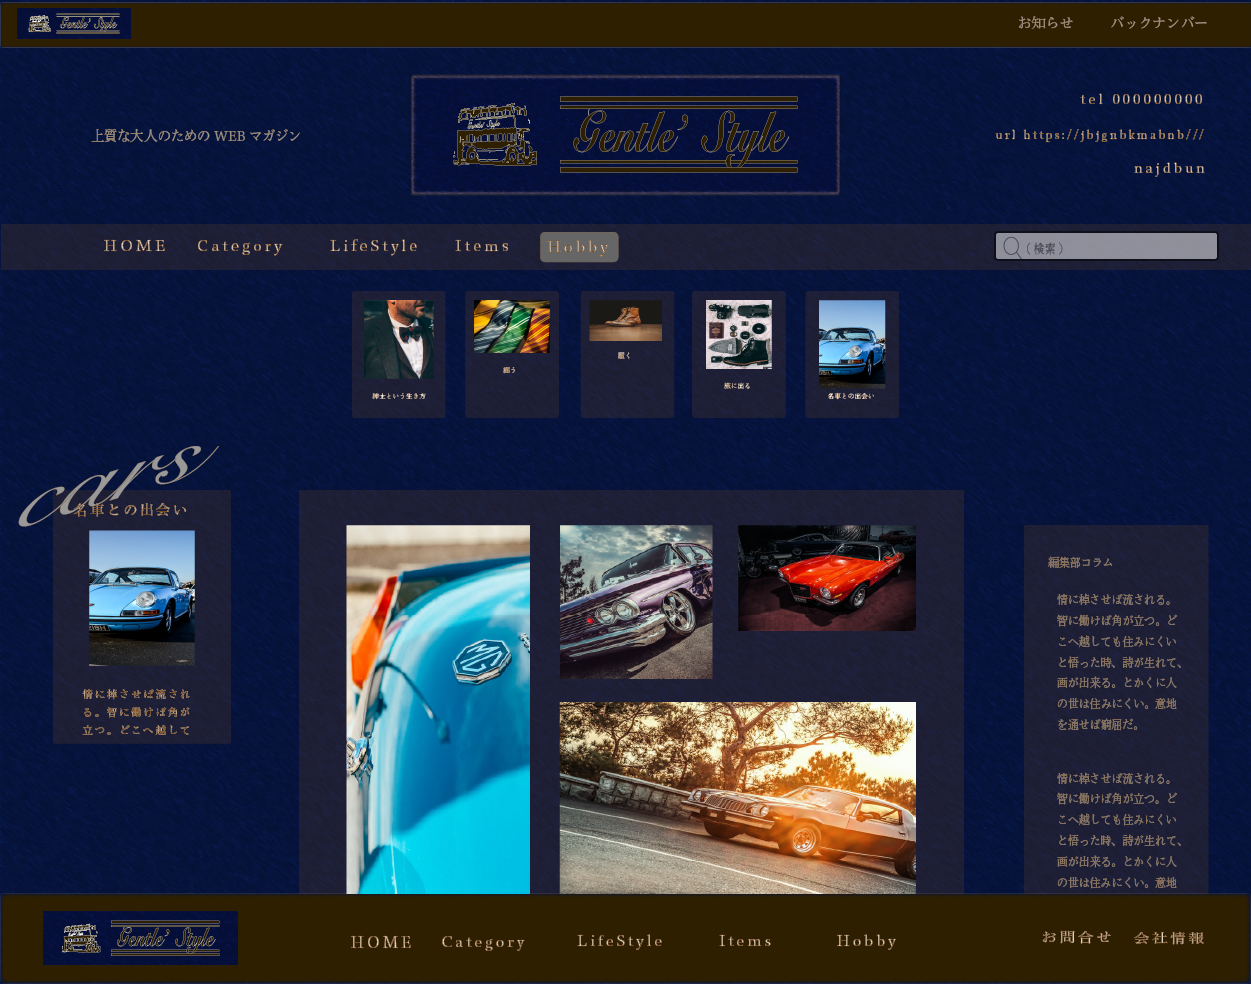 Gentle' Style
お知らせ
バックナンバー
上質な大人のための WEB マガジン
Gentle' Style
Gentle' Style
tel 000000000
url https://jbjgnbkmabnb///
najdbun
HOME
Category
LifeStyle
Items
Hobby
( 検索 )
紳士という生き方
纏う
履く
旅に出る
名車との出会い
cars
名車との出会い
情に棹させば流され
る。智に働けば角が
立つ。どこへ越して
MG
編集部コラム
情に棹させば流される。
智に働けば角が立つ。ど
こへ越しても住みにくい
と悟った時、詩が生れて、
画が出来る。とかくに人
の世は住みにくい。意地
を通せば窮屈だ。
情に棹させば流される。
智に働けば角が立つ。ど
こへ越しても住みにくい
と悟った時、詩が生れて、
画が出来る。とかくに人
の世は住みにくい。意地
Gentle' Style
HOME
Category
LifeStyle
Items
Hobby
お問合せ
会社情報